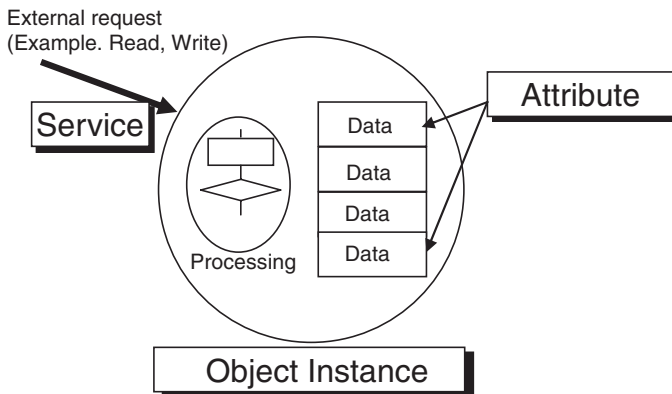 External request
(Example. Read, Write)
Service
Attribute
Data
Data
Data
Data
Processing
Object Instance